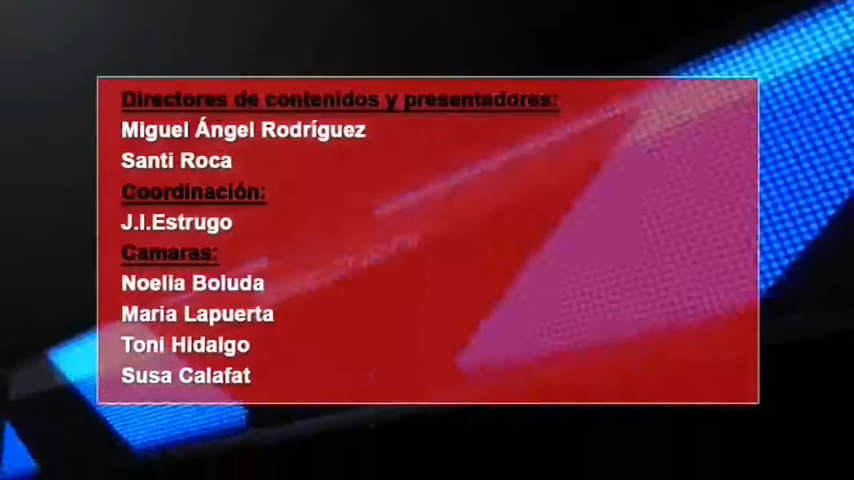 Directores de contenidos y presentadores:
Miguel Ángel Rodríguez
Santi Roca
Coordinación:
J.I.Estrugo
Camaras:
Noelia Boluda
Maria Lapuerta
Toni Hidalgo
Susa Calafat